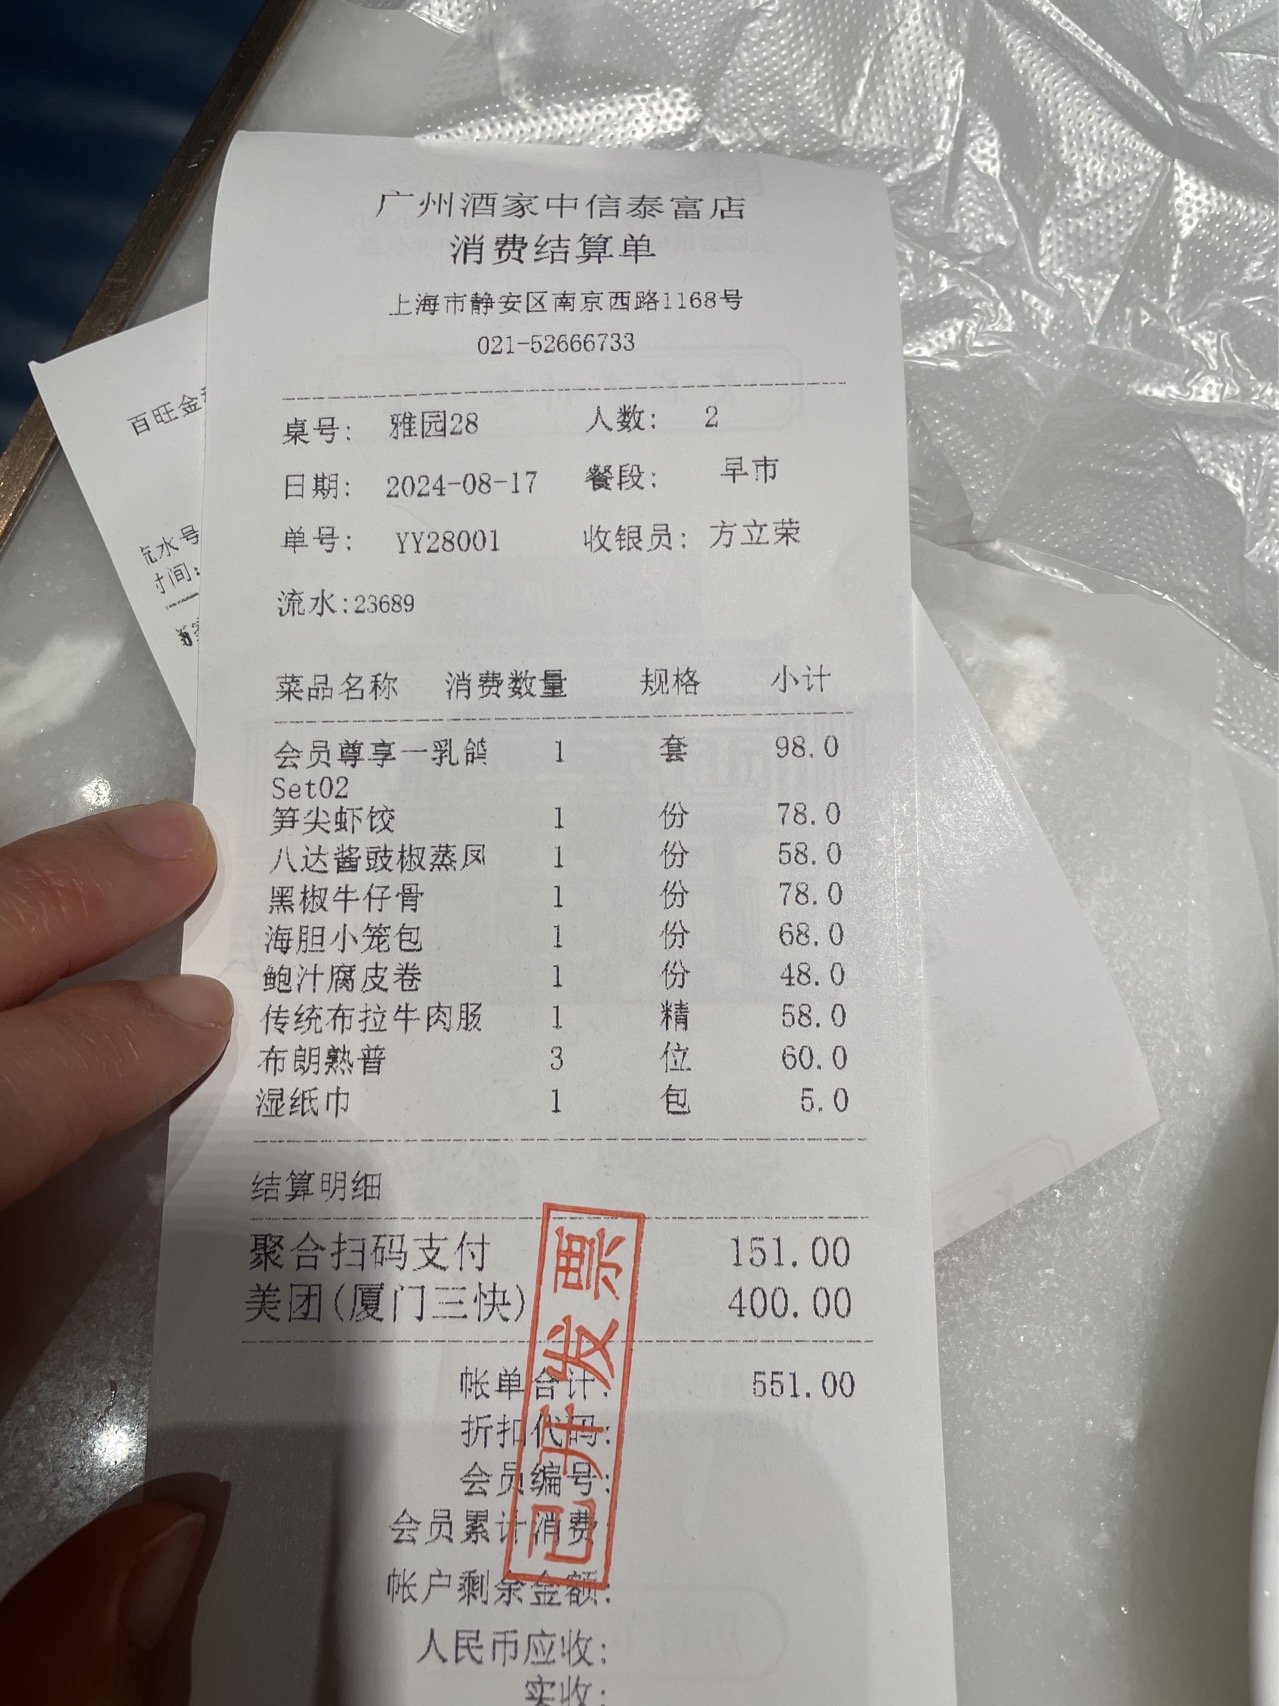 广州酒家中信泰富店
消费结算单
上海市静安区南京西路1168号
021-52666733
桌号: 雅园28 人数: 2
日期: 2024-08-17 餐段: 早市
单号: YY28001 收银员: 方立荣
流水:23689
菜品名称 消费数量 规格 小计
会员尊享一乳鸽 1 套 98.0
Set02
笋尖虾饺 1 份 78.0
八达酱豉椒蒸凤 1 份 58.0
黑椒牛仔骨 1 份 78.0
海胆小笼包 1 份 68.0
鲍汁腐皮卷 1 份 48.0
传统布拉牛肉肠 1 精 58.0
布朗熟普 3 位 60.0
湿纸巾 1 包 5.0
结算明细
聚合扫码支付 151.00
美团(厦门三快) 400.00
帐单合计: 551.00
折扣代码:
会员编号:
会员累计消费
帐户剩余金额:
人民币应收:
实收:
已开发票
百旺金
流水号
时间: